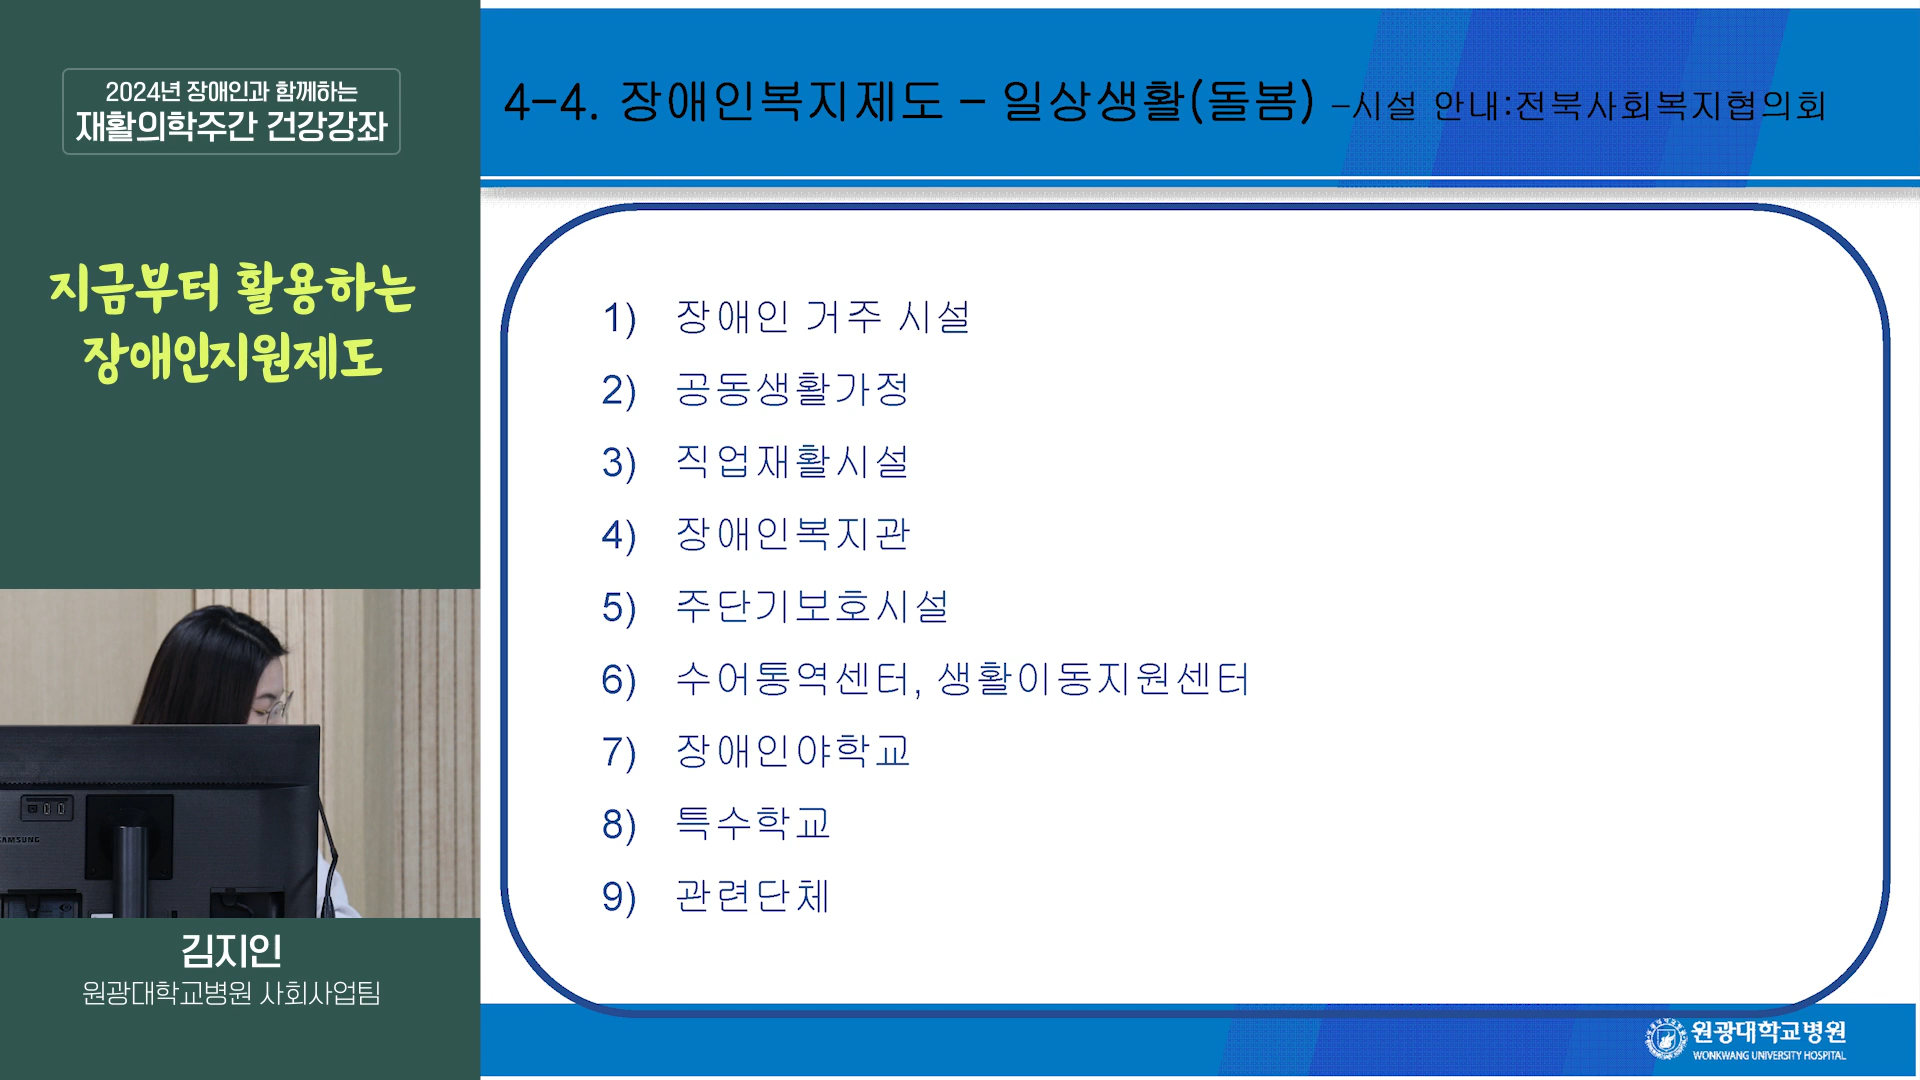 2024년 장애인과 함께하는
재활의학주간 건강강좌
지금부터 활용하는
장애인지원제도
SAMSUNG
김지인
원광대학교병원 사회사업팀
4-4. 장애인복지제도 - 일상생활(돌봄) -시설 안내:전북사회복지협의회
1) 장애인 거주 시설
2) 공동생활가정
3) 직업재활시설
4) 장애인복지관
5) 주단기보호시설
6) 수어통역센터, 생활이동지원센터
7) 장애인야학교
8) 특수학교
9) 관련단체
원광대학교병원
WONKWANG UNIVERSITY HOSPITAL